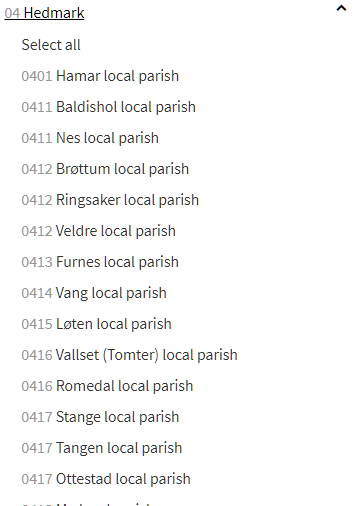 04 Hedmark
Select all
0401 Hamar local parish
0411 Baldishol local parish
0411 Nes local parish
0412 Brøttum local parish
0412 Ringsaker local parish
0412 Veldre local parish
0413 Furnes local parish
0414 Vang local parish
0415 Løten local parish
0416 Vallset (Tomter) local parish
0416 Romedal local parish
0417 Stange local parish
0417 Tangen local parish
0417 Ottestad local parish